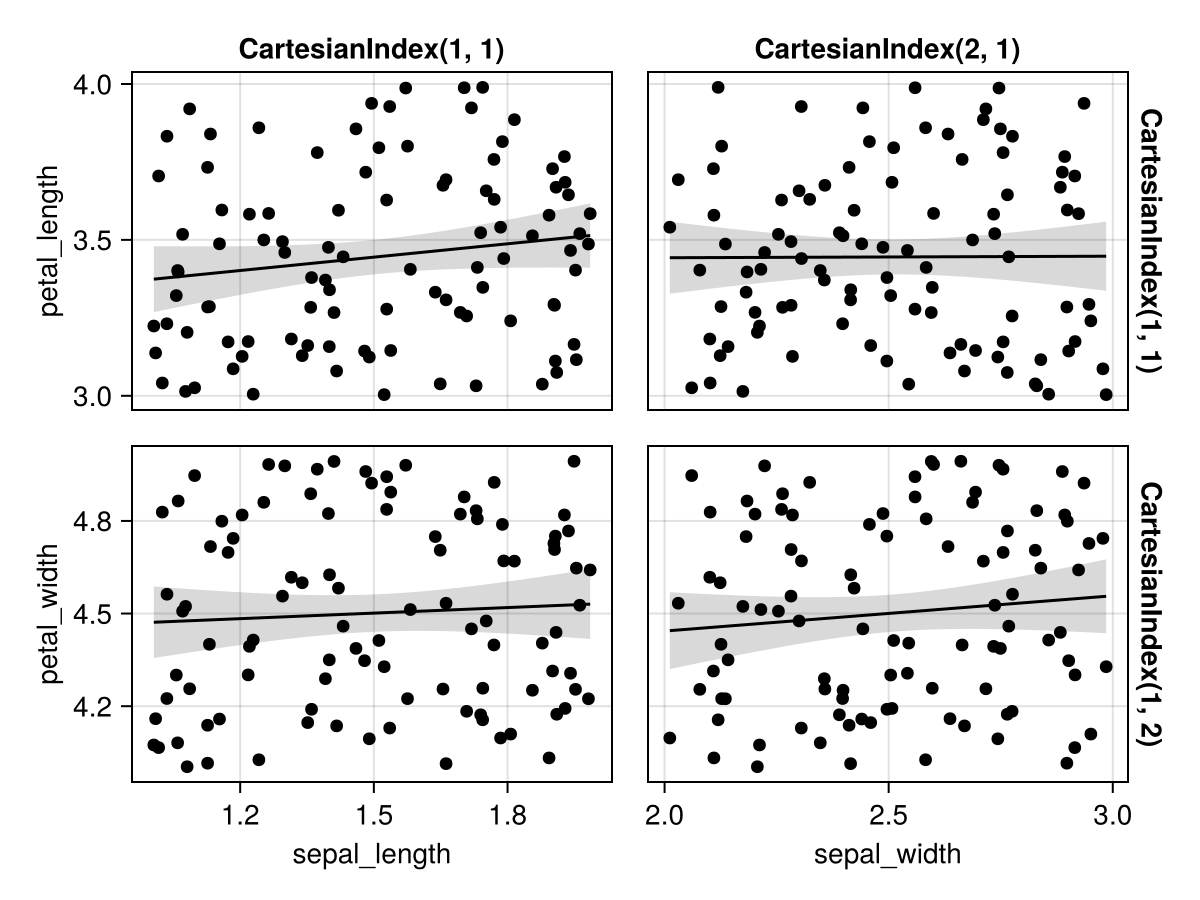 CartesianIndex(1, 1)
CartesianIndex(2, 1)
4.0
3.5
3.0
petal_length
CartesianIndex(1, 1)
4.8
4.5
4.2
petal_width
CartesianIndex(1, 2)
1.2
1.5
1.8
2.0
2.5
3.0
sepal_length
sepal_width